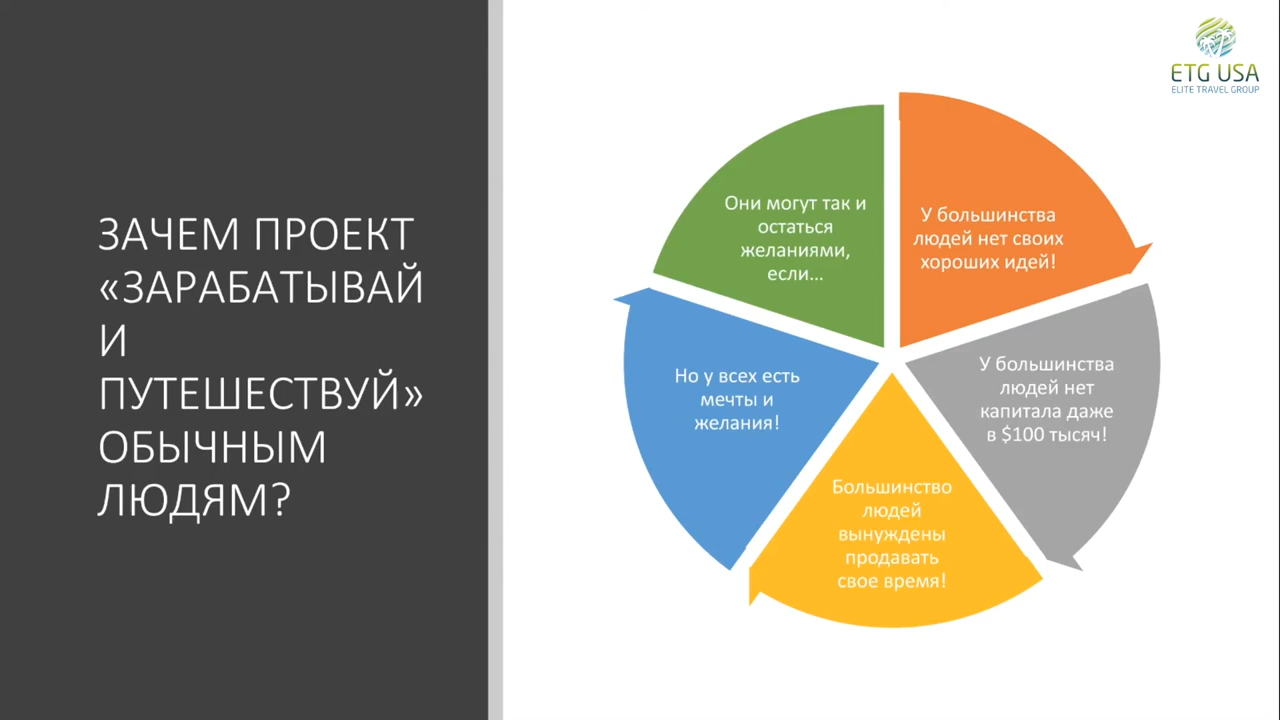 ЗАЧЕМ ПРОЕКТ
«ЗАРАБАТЫВАЙ
И
ПУТЕШЕСТВУЙ»
ОБЫЧНЫМ
ЛЮДЯМ?
ETG USA
ELITE TRAVEL GROUP
У большинства
людей нет своих
хороших идей!
У большинства
людей нет
капитала даже
в $100 тысяч!
Большинство
людей
вынуждены
продавать
свое время!
Но у всех есть
мечты и
желания!
Они могут так и
остаться
желаниями,
если...